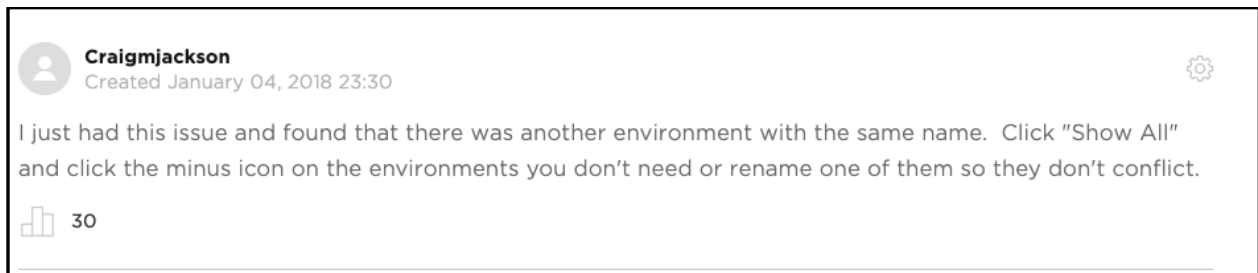 Craigmjackson
Created January 04, 2018 23:30
I just had this issue and found that there was another environment with the same name.  Click "Show All"
and click the minus icon on the environments you don't need or rename one of them so they don't conflict.
30